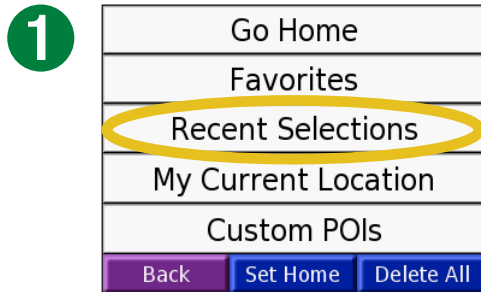 1
Go Home
Favorites
Recent Selections
My Current Location
Custom POIs
Back Set Home Delete All